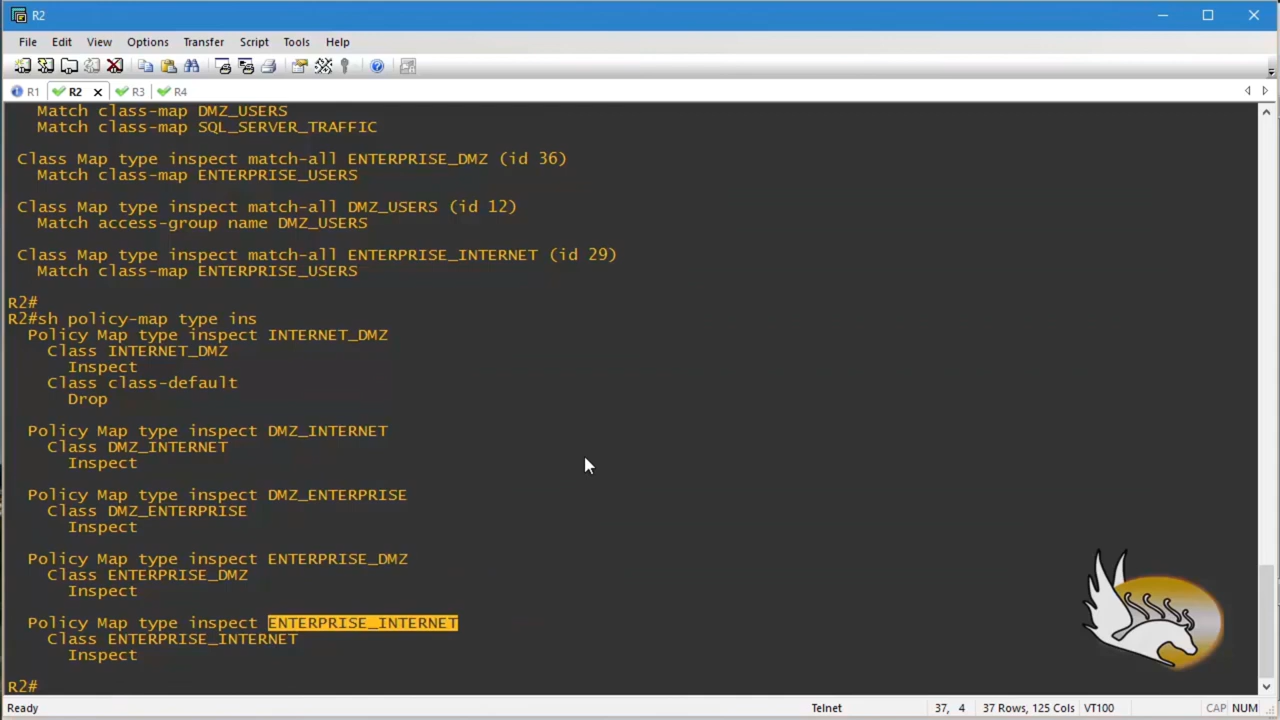 R2
File Edit View Options Transfer Script Tools Help
R1 R2 R3 R4
Match class-map DMZ_USERS
Match class-map SQL_SERVER_TRAFFIC
Class Map type inspect match-all ENTERPRISE_DMZ (id 36)
Match class-map ENTERPRISE_USERS
Class Map type inspect match-all DMZ_USERS (id 12)
Match access-group name DMZ_USERS
Class Map type inspect match-all ENTERPRISE_INTERNET (id 29)
Match class-map ENTERPRISE_USERS
R2#
R2#sh policy-map type ins
Policy Map type inspect INTERNET_DMZ
Class INTERNET_DMZ
Inspect
Class class-default
Drop
Policy Map type inspect DMZ_INTERNET
Class DMZ_INTERNET
Inspect
Policy Map type inspect DMZ_ENTERPRISE
Class DMZ_ENTERPRISE
Inspect
Policy Map type inspect ENTERPRISE_DMZ
Class ENTERPRISE_DMZ
Inspect
Policy Map type inspect ENTERPRISE_INTERNET
Class ENTERPRISE_INTERNET
Inspect
R2#
Ready Telnet 37, 4 37 Rows, 125 Cols VT100 CAP NUM